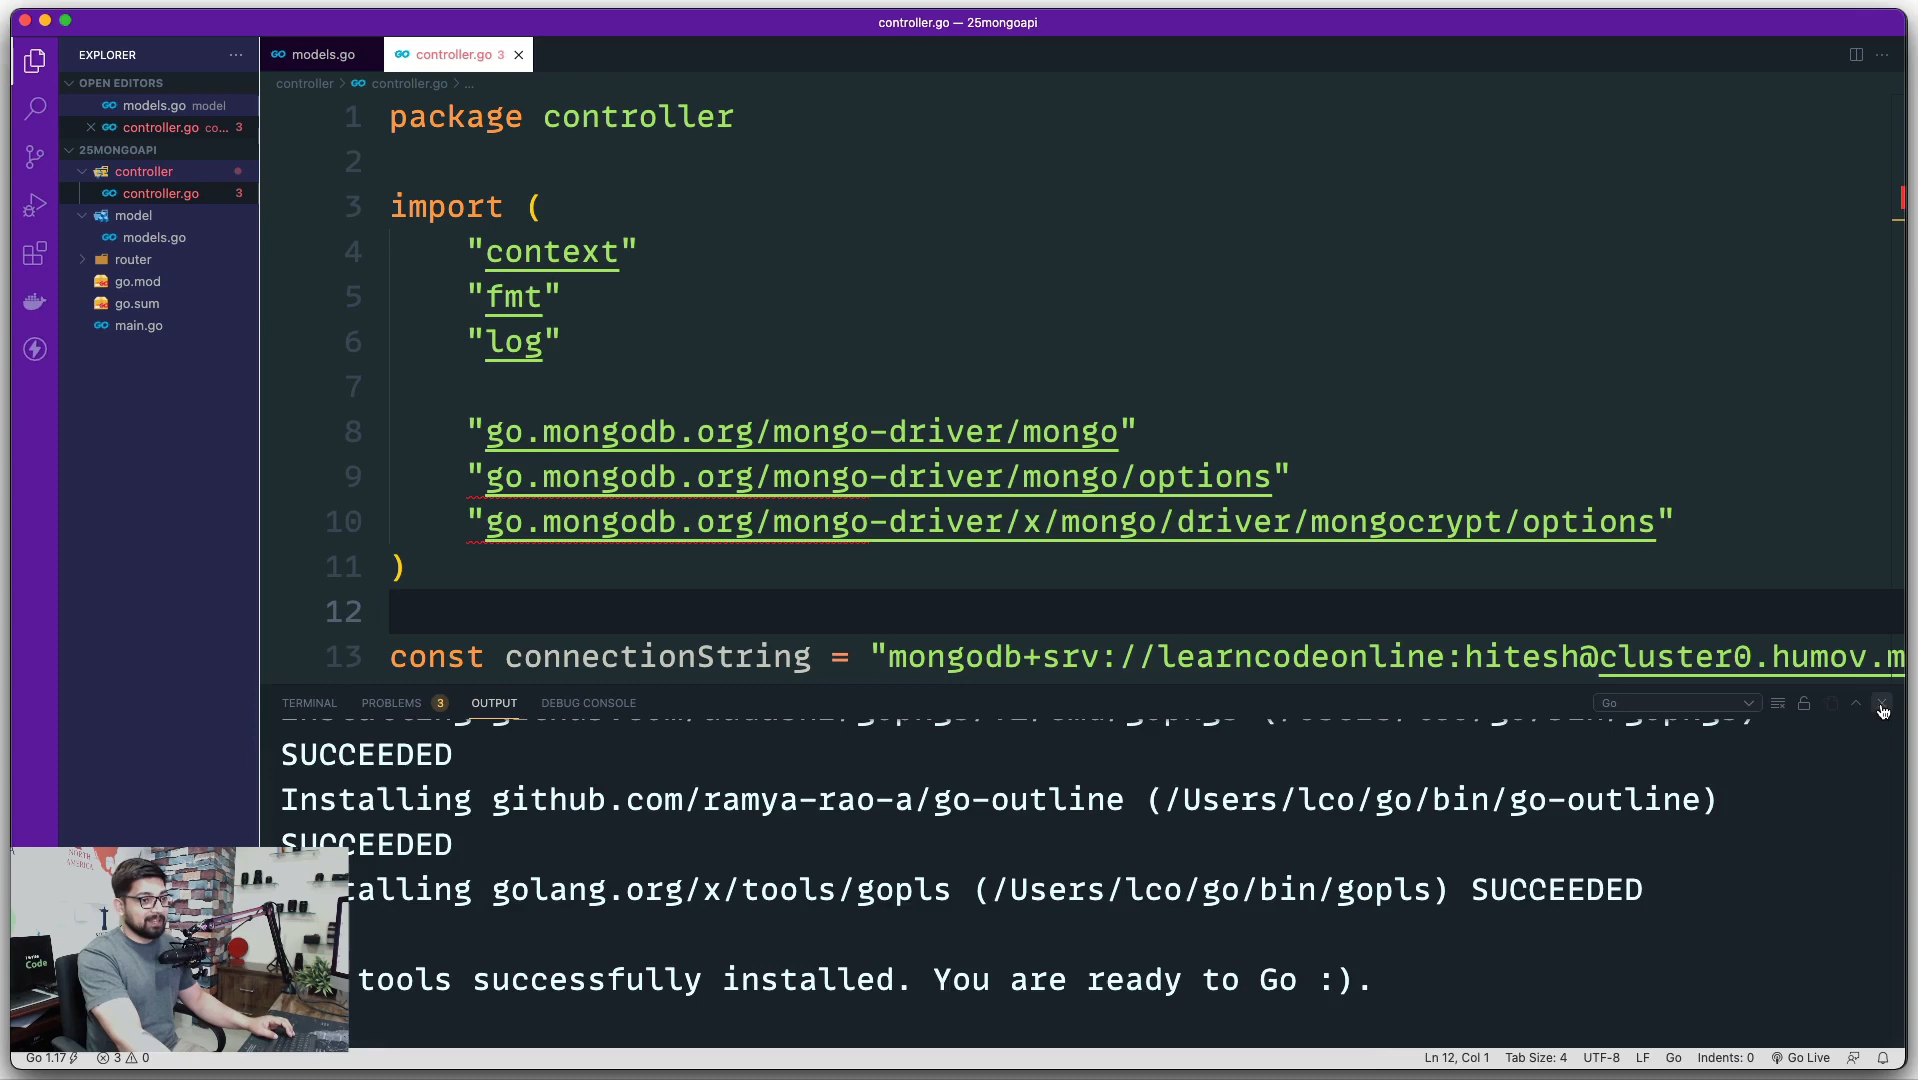 controller.go — 25mongoapi
EXPLORER
models.go
controller.go 3
OPEN EDITORS
models.go model
controller.go co... 3
25MONGOAPI
controller
controller.go 3
model
models.go
router
go.mod
go.sum
main.go
controller > controller.go > ...
1 package controller
2
3 import (
4 "context"
5 "fmt"
6 "log"
7
8 "go.mongodb.org/mongo-driver/mongo"
9 "go.mongodb.org/mongo-driver/mongo/options"
10 "go.mongodb.org/mongo-driver/x/mongo/driver/mongocrypt/options"
11 )
12
13 const connectionString = "mongodb+srv://learncodeonline:hitesh@cluster0.humov.m
TERMINAL PROBLEMS 3 OUTPUT DEBUG CONSOLE
Go
SUCCEEDED
Installing github.com/ramya-rao-a/go-outline (/Users/lco/go/bin/go-outline)
SUCCEEDED
talling golang.org/x/tools/gopls (/Users/lco/go/bin/gopls) SUCCEEDED
tools successfully installed. You are ready to Go :).
NORTH
AMERICA
Code
Go 1.17 3 0
Ln 12, Col 1 Tab Size: 4 UTF-8 LF Go Indents: 0 Go Live